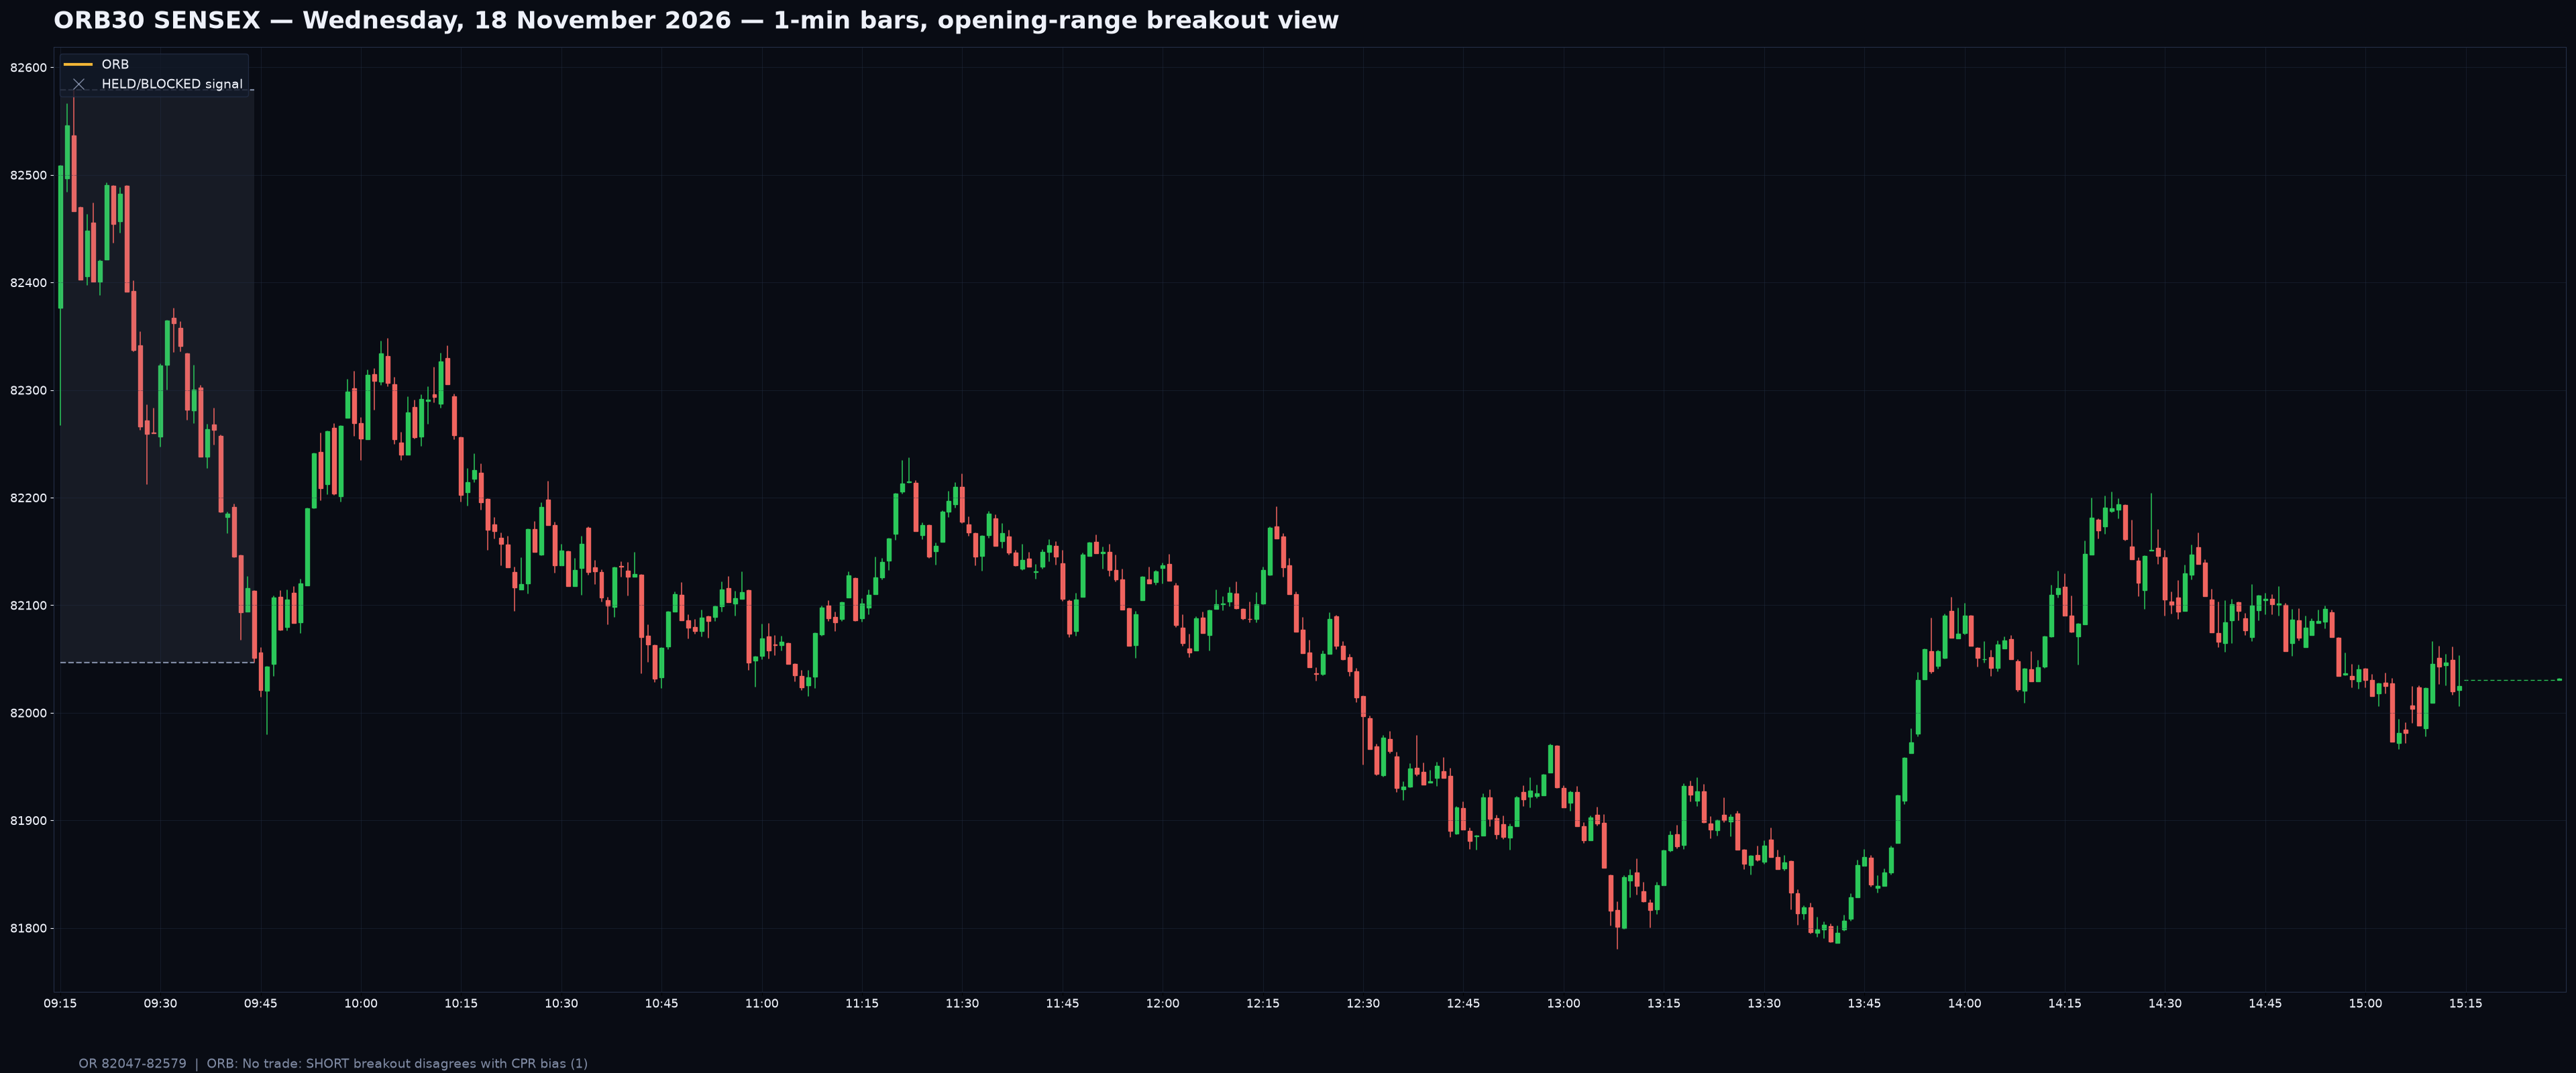 ORB30 SENSEX — Wednesday, 18 November 2026 — 1-min bars, opening-range breakout view
ORB
HELD/BLOCKED signal
82600
82500
82400
82300
82200
82100
82000
81900
81800
09:15 09:30 09:45 10:00 10:15 10:30 10:45 11:00 11:15 11:30 11:45 12:00 12:15 12:30 12:45 13:00 13:15 13:30 13:45 14:00 14:15 14:30 14:45 15:00 15:15
OR 82047-82579 | ORB: No trade: SHORT breakout disagrees with CPR bias (1)